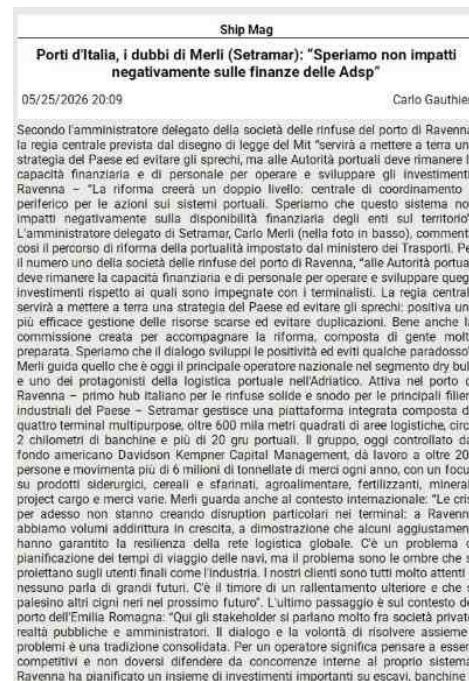 Ship Mag
Porti d'Italia, i dubbi di Merli (Setramar): "Speriamo non impatti
negativamente sulle finanze delle Adsp"
05/25/2026 20:09
Carlo Gauthier
Secondo l'amministratore delegato della società delle rinfuse del porto di Ravenna
la regia centrale prevista dal disegno di legge del Mit "servirà a mettere a terra un
strategia del Paese ed evitare gli sprechi, ma alle Autorità portuali deve rimanere l
capacità finanziaria e di personale per operare e sviluppare gli investimenti
Ravenna – "La riforma creerà un doppio livello: centrale di coordinamento
periferico per le azioni sui sistemi portuali. Speriamo che questo sistema no
impatti negativamente sulla disponibilità finanziaria degli enti sul territorio"
L'amministratore delegato di Setramar, Carlo Merli (nella foto in basso), comment
così il percorso di riforma della portualità impostato dal ministero dei Trasporti. Pe
il numero uno della società delle rinfuse del porto di Ravenna, "alle Autorità portua
deve rimanere la capacità finanziaria e di personale per operare e sviluppare queg
investimenti rispetto ai quali sono impegnate con i terminalisti. La regia central
servirà a mettere a terra una strategia del Paese ed evitare gli sprechi: positiva un
più efficace gestione delle risorse scarse ed evitare duplicazioni. Bene anche l
commissione creata per accompagnare la riforma, composta di gente molt
preparata. Speriamo che il dialogo sviluppi le positività ed eviti qualche paradosso"
Merli guida quello che è oggi il principale operatore nazionale nel segmento dry bul
e uno dei protagonisti della logistica portuale nell'Adriatico. Attiva nel porto d
Ravenna – primo hub italiano per le rinfuse solide e snodo per le principali filier
industriali del Paese – Setramar gestisce una piattaforma integrata composta d
quattro terminal multipurpose, oltre 600 mila metri quadrati di aree logistiche, circ
2 chilometri di banchine e più di 20 gru portuali. Il gruppo, oggi controllato da
fondo americano Davidson Kempner Capital Management, dà lavoro a oltre 20
persone e movimenta più di 6 milioni di tonnellate di merci ogni anno, con un focu
su prodotti siderurgici, cereali e sfarinati, agroalimentare, fertilizzanti, mineral
project cargo e merci varie. Merli guarda anche al contesto internazionale: "Le cris
per adesso non stanno creando disruption particolari nei terminal: a Ravenn
abbiamo volumi addirittura in crescita, a dimostrazione che alcuni aggiustamen
hanno garantito la resilienza della rete logistica globale. C'è un problema d
pianificazione dei tempi di viaggio delle navi, ma il problema sono le ombre che s
proiettano sugli utenti finali come l'industria. I nostri clienti sono tutti molto attenti
nessuno parla di grandi futuri. C'è il timore di un rallentamento ulteriore e che s
palesino altri cigni neri nel prossimo futuro". L'ultimo passaggio è sul contesto de
porto dell'Emilia Romagna: "Qui gli stakeholder si parlano molto fra società privat
realtà pubbliche e amministratori. Il dialogo e la volontà di risolvere assieme
problemi è una tradizione consolidata. Per un operatore significa pensare a esser
competitivi e non doversi difendere da concorrenze interne al proprio sistema
Ravenna ha pianificato un insieme di investimenti importanti su escavi, banchine